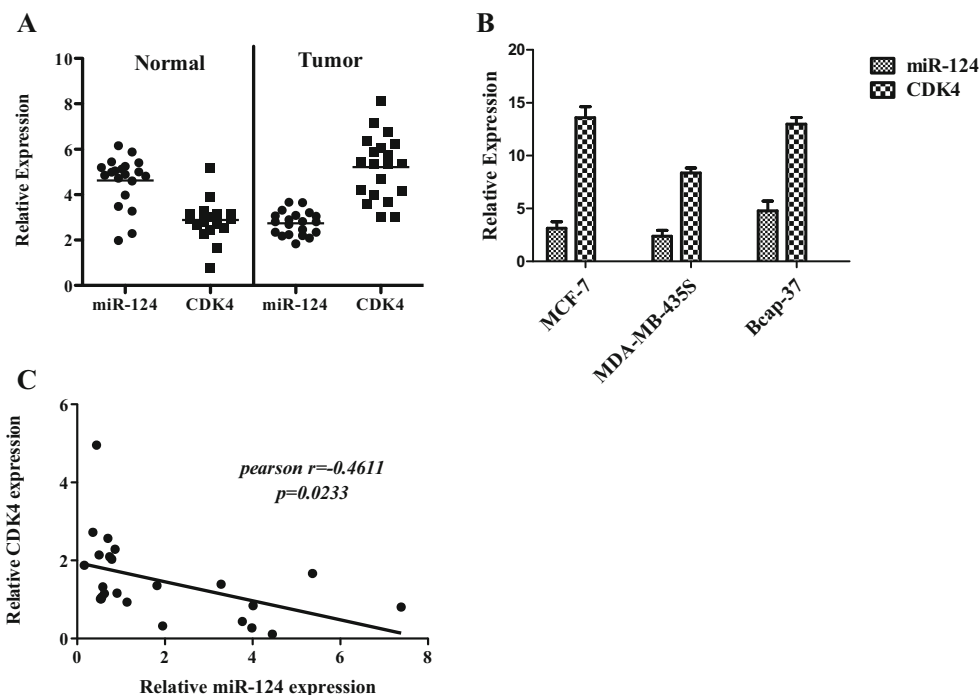 A
Normal
Tumor
Relative Expression
10
8
6
4
2
0
miR-124
CDK4
miR-124
CDK4
B
Relative Expression
20
15
10
5
0
MCF-7
MDA-MB-435S
Bcap-37
miR-124
CDK4
C
Relative CDK4 expression
6
4
2
0
pearson r=-0.4611
p=0.0233
0
2
4
6
8
Relative miR-124 expression